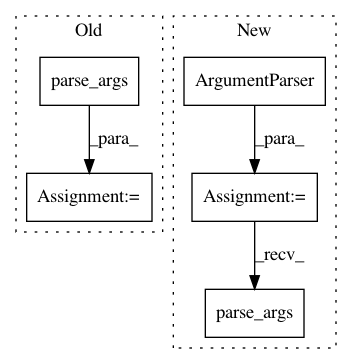 Old
New
parse_args
ArgumentParser
_para_
_para_
Assignment:=
Assignment:=
_recv_
parse_args